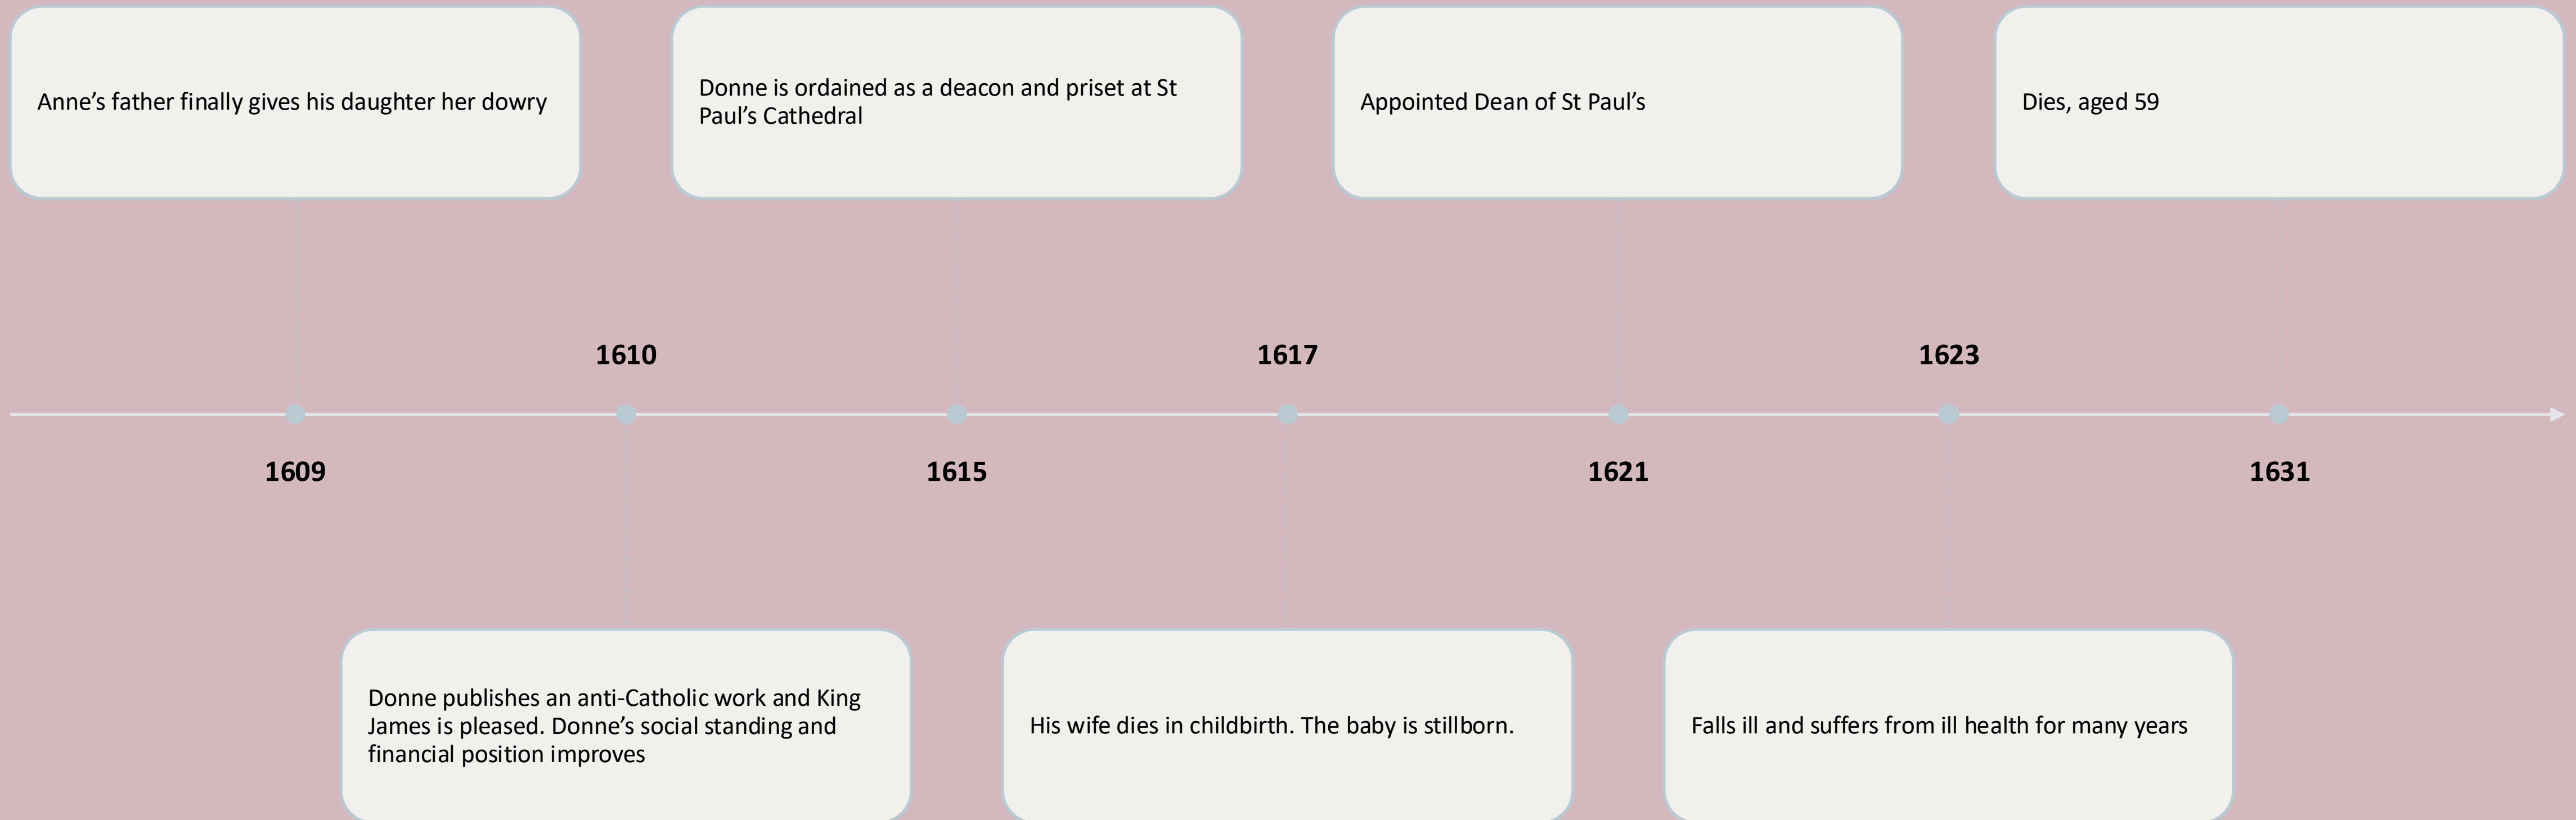 Anne’s father finally gives his daughter her dowry
Donne is ordained as a deacon and priset at St
Paul’s Cathedral
Appointed Dean of St Paul’s
Dies, aged 59
1610
1617
1623
1609
1615
1621
1631
Donne publishes an anti-Catholic work and King
James is pleased. Donne’s social standing and
financial position improves
His wife dies in childbirth. The baby is stillborn.
Falls ill and suffers from ill health for many years